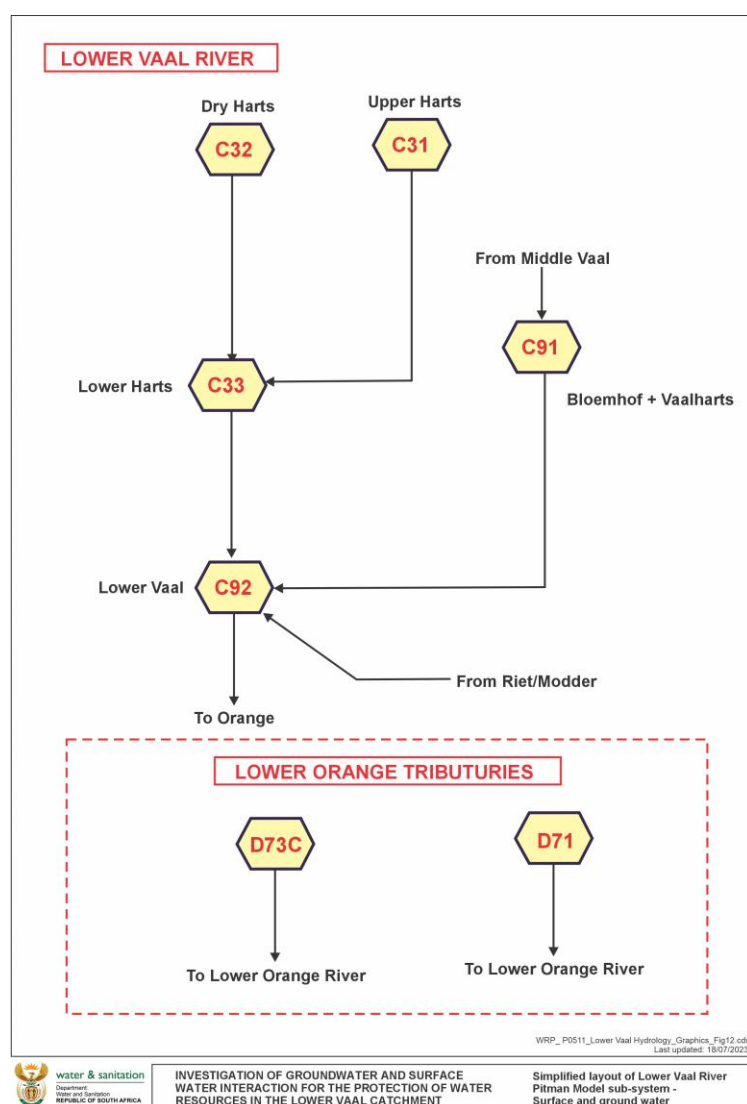 LOWER VAAL RIVER
Dry Harts
Upper Harts
C32
C31
From Middle Vaal
C91
Lower Harts
C33
Bloemhof + Vaalharts
Lower Vaal
C92
From Riet/Modder
To Orange
LOWER ORANGE TRIBUTURIES
D73C
D71
To Lower Orange River
To Lower Orange River
WRP_ P0511_Lower Vaal Hydrology_Graphics_Fig12.cdr
Last updated: 18/07/2023
water & sanitation
Department:
Water and Sanitation
REPUBLIC OF SOUTH AFRICA
INVESTIGATION OF GROUNDWATER AND SURFACE
WATER INTERACTION FOR THE PROTECTION OF WATER
RESOURCES IN THE LOWER VAAL CATCHMENT
Simplified layout of Lower Vaal River
Pitman Model sub-system -
Surface and ground water